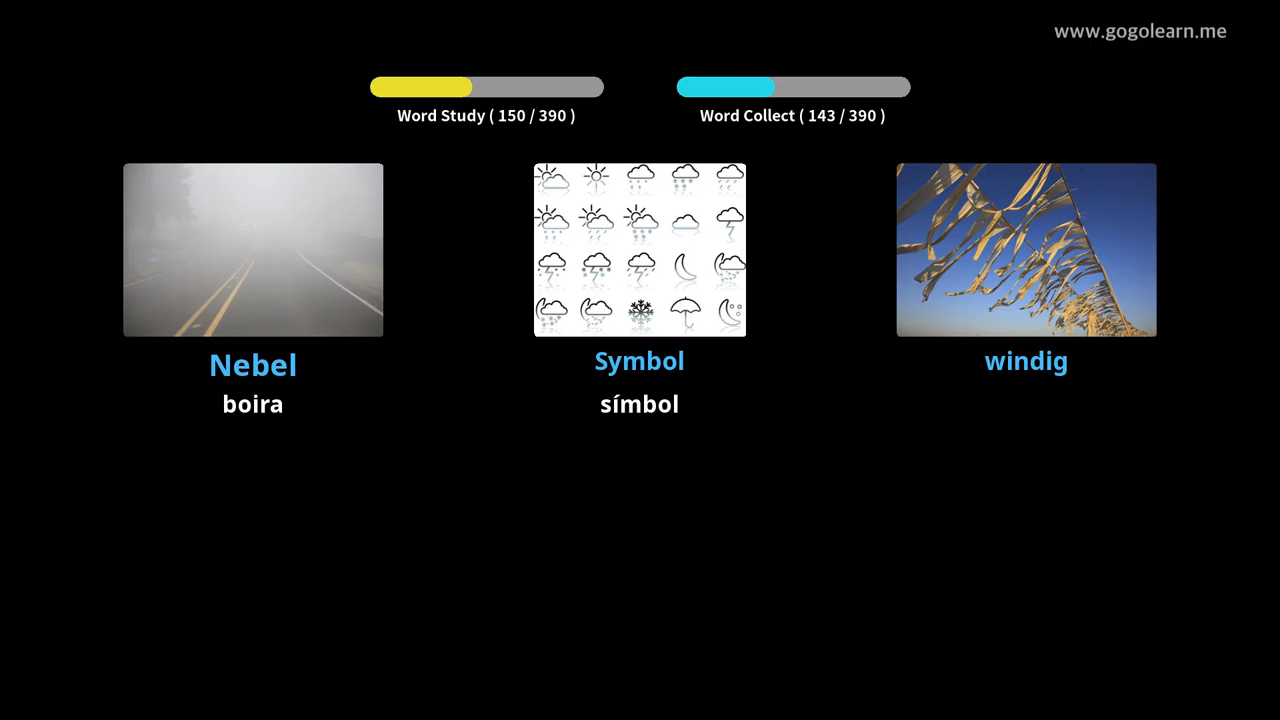 www.gogolearn.me
Word Study ( 150 / 390 )
Word Collect ( 143 / 390 )
Nebel
boira
Symbol
símbol
windig